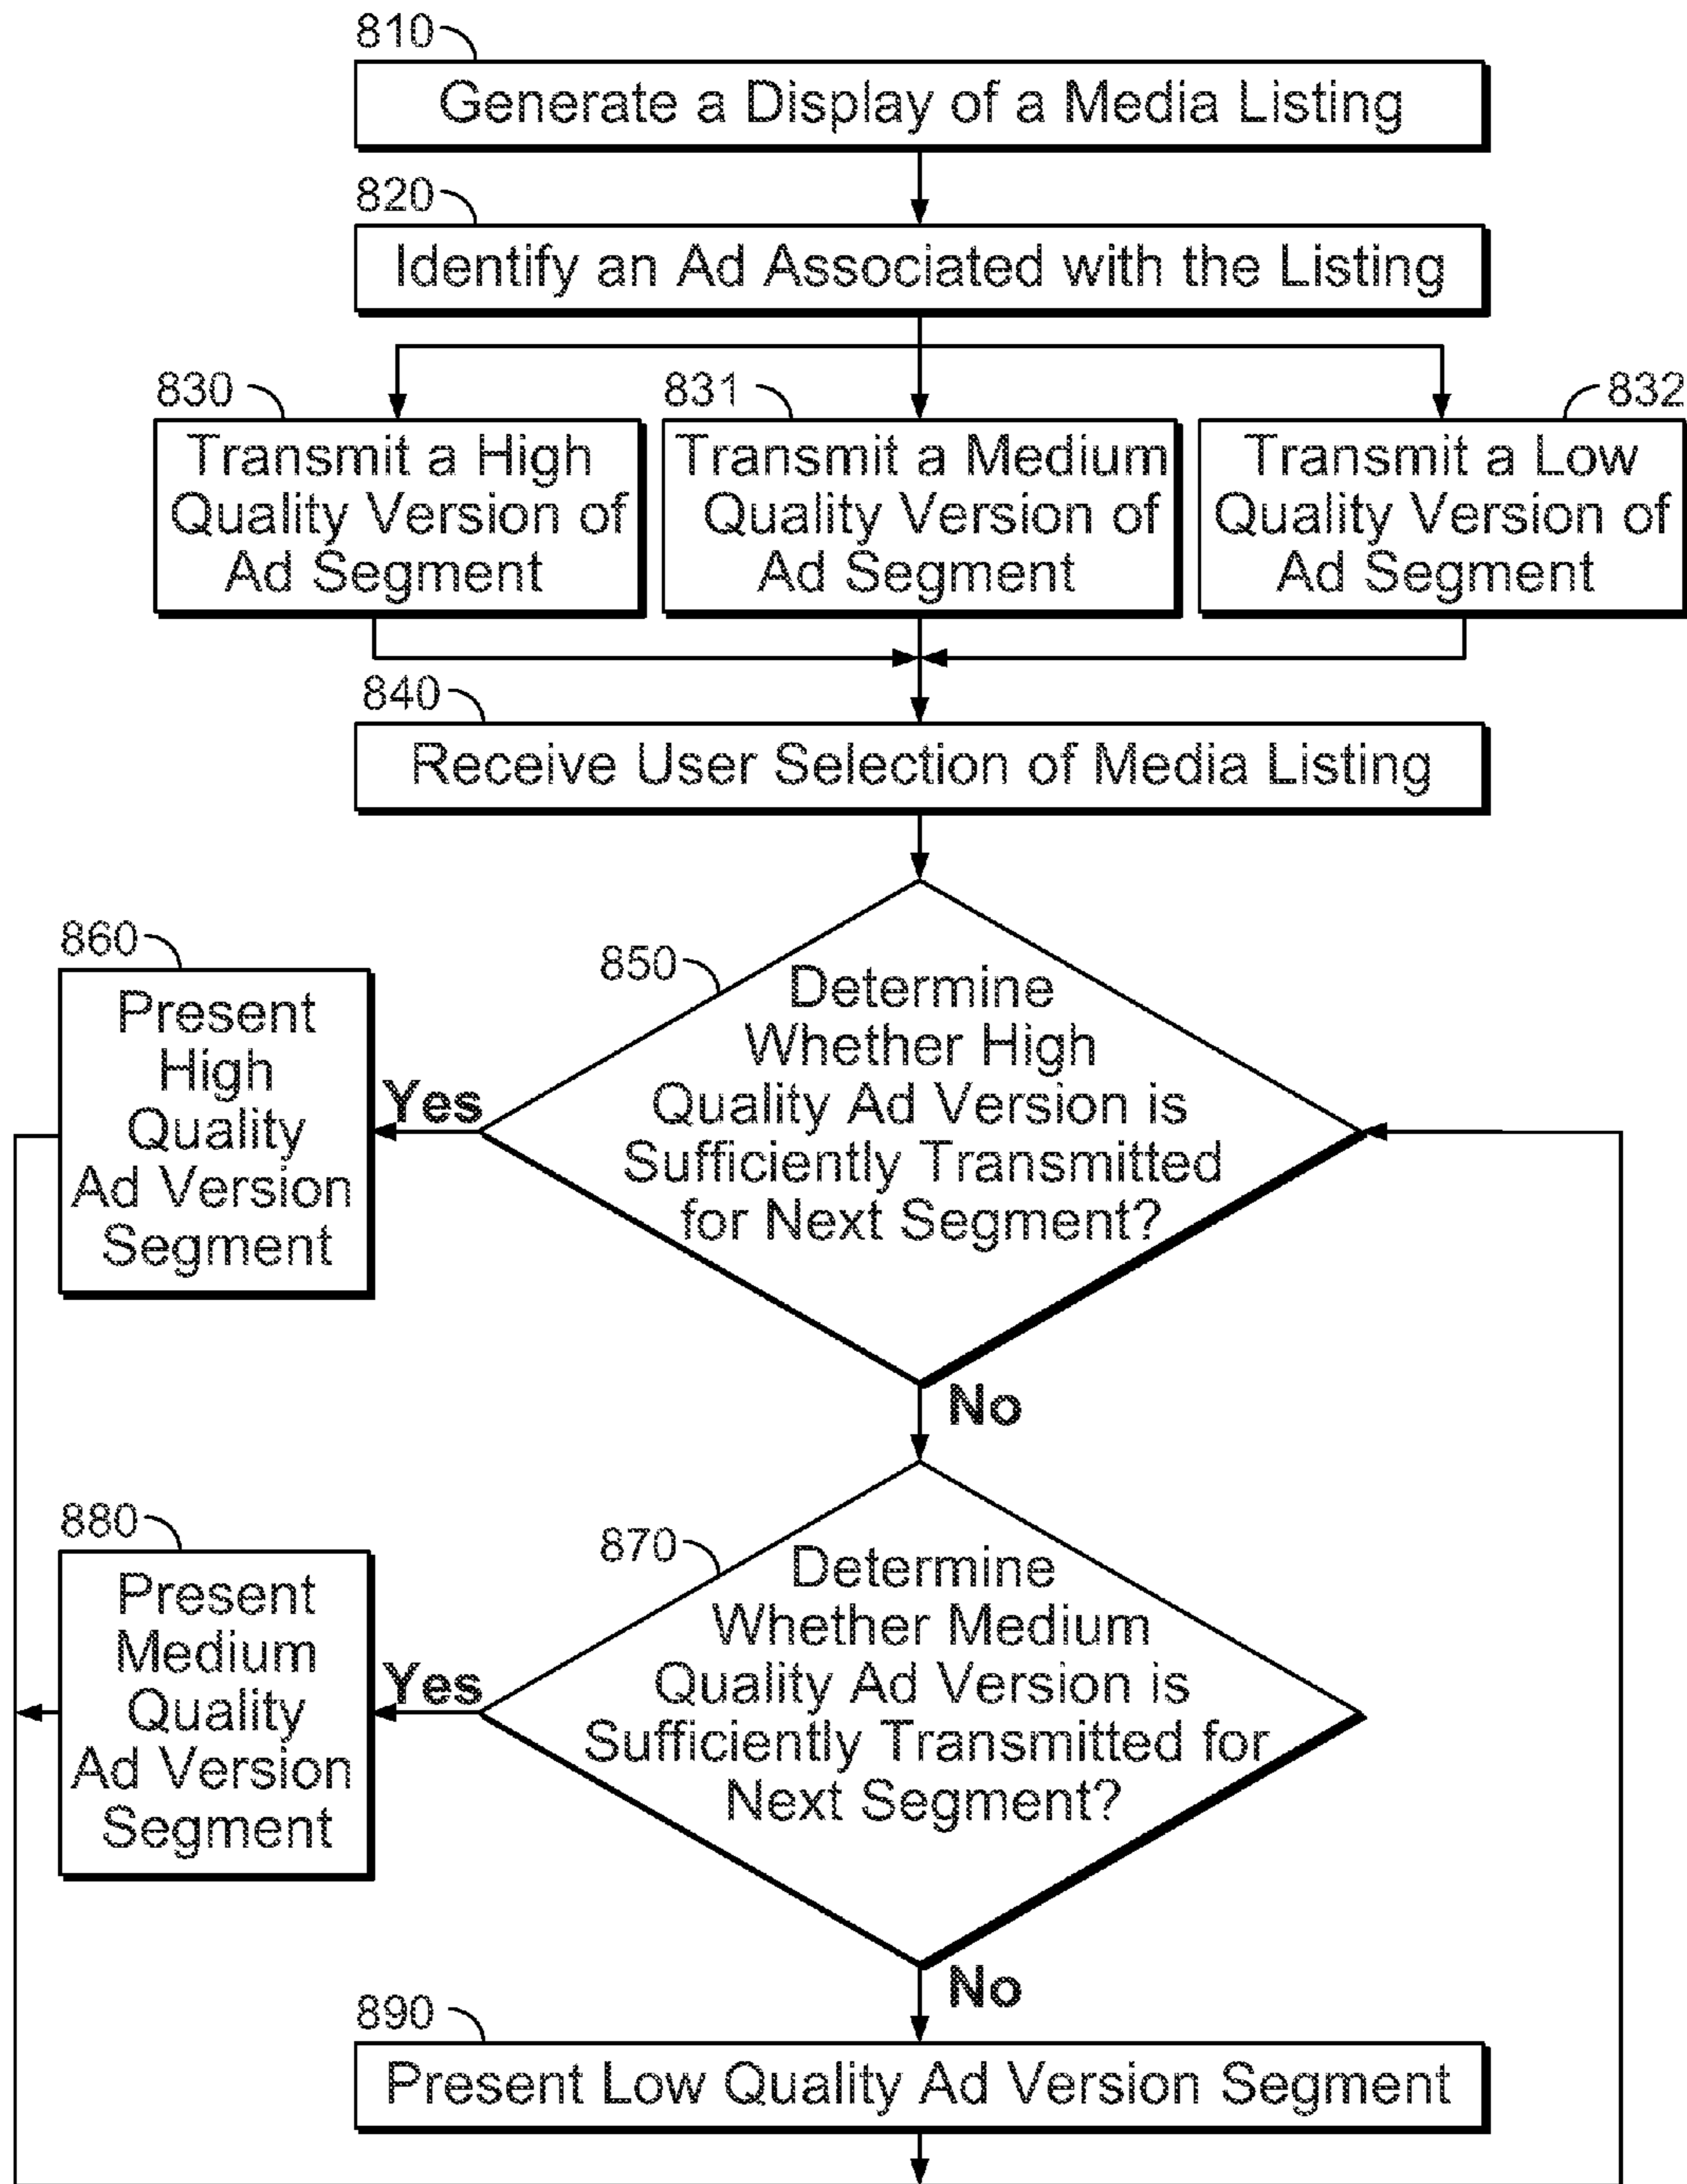 810
Generate a Display of a Media Listing
820
Identify an Ad Associated with the Listing
830
Transmit a High
Quality Version of
Ad Segment
831
Transmit a Medium
Quality Version of
Ad Segment
832
Transmit a Low
Quality Version of
Ad Segment
840
Receive User Selection of Media Listing
850
Determine
Whether High
Quality Ad Version is
Sufficiently Transmitted
for Next Segment?
Yes
860
Present
High
Quality
Ad Version
Segment
No
870
Determine
Whether Medium
Quality Ad Version is
Sufficiently Transmitted for
Next Segment?
Yes
880
Present
Medium
Quality
Ad Version
Segment
No
890
Present Low Quality Ad Version Segment